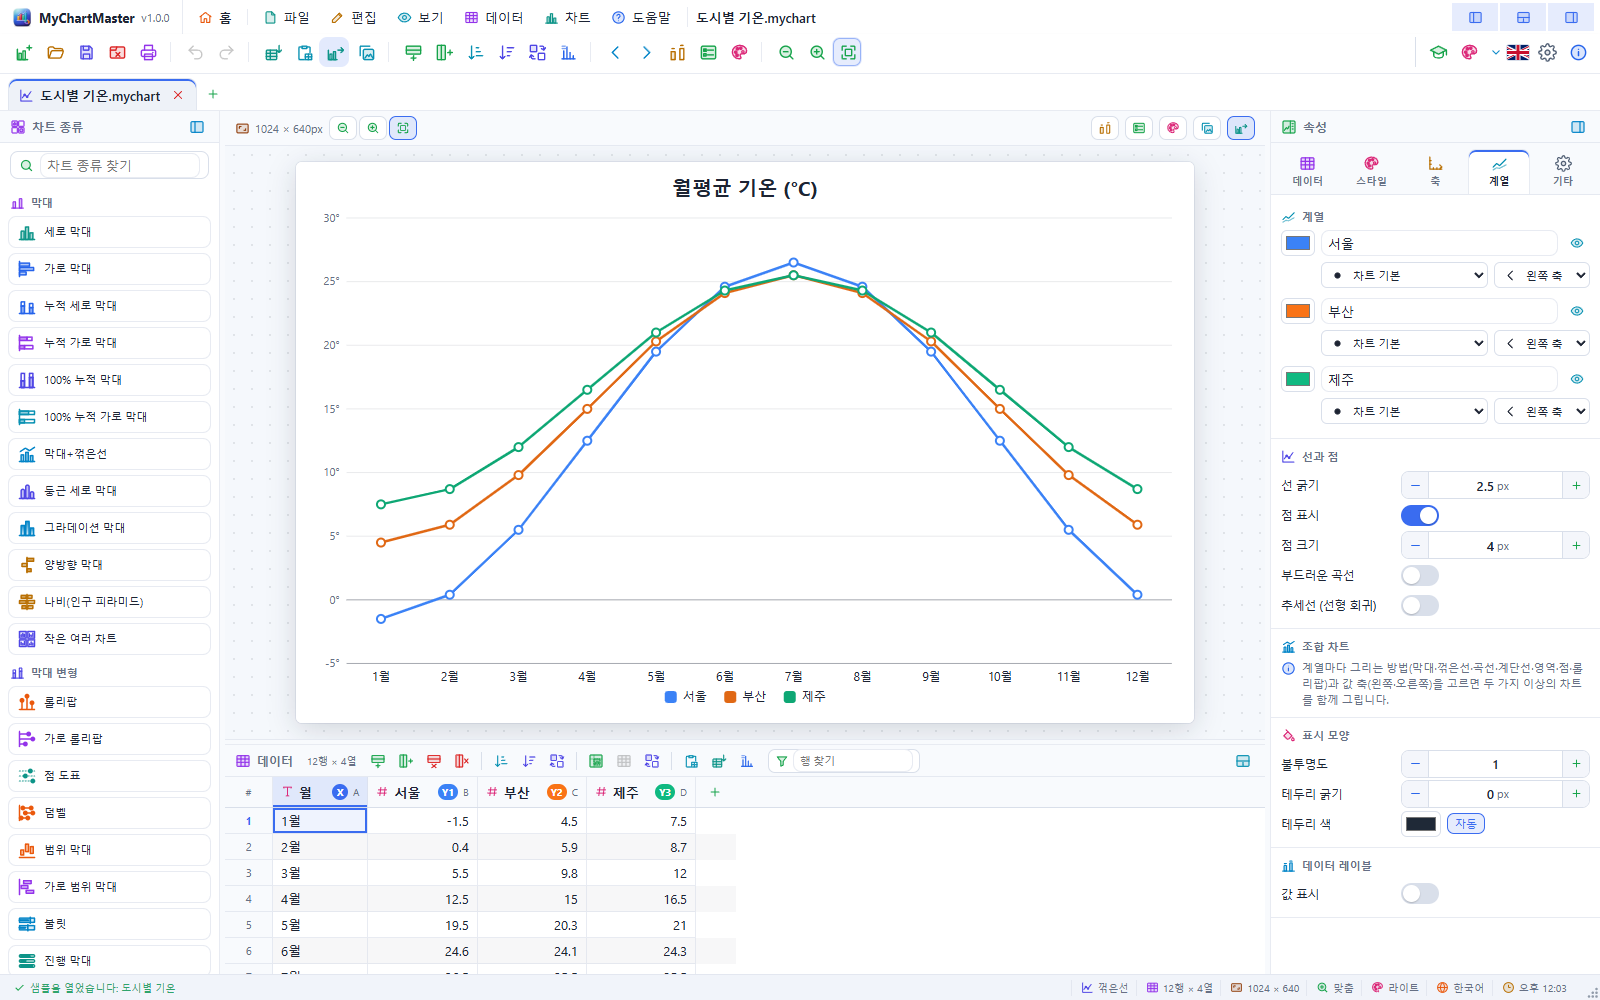 MyChartMaster v1.0.0 홈 파일 편집 보기 데이터 차트 도움말 도시별 기온.mychart
도시별 기온.mychart
차트 종류
차트 종류 찾기
막대
세로 막대
가로 막대
누적 세로 막대
누적 가로 막대
100% 누적 막대
100% 누적 가로 막대
막대+꺾은선
둥근 세로 막대
그라데이션 막대
양방향 막대
나비(인구 피라미드)
작은 여러 차트
막대 변형
롤리팝
가로 롤리팝
점 도표
덤벨
범위 막대
가로 범위 막대
불릿
진행 막대
1024 × 640px
월평균 기온 (°C)
30°
25°
20°
15°
10°
5°
0°
-5°
1월 2월 3월 4월 5월 6월 7월 8월 9월 10월 11월 12월
서울 부산 제주
데이터 12행 × 4열 행 찾기
# 월 X A 서울 Y1 B 부산 Y2 C 제주 Y3 D
1 1월 -1.5 4.5 7.5
2 2월 0.4 5.9 8.7
3 3월 5.5 9.8 12
4 4월 12.5 15 16.5
5 5월 19.5 20.3 21
6 6월 24.6 24.1 24.3
속성
데이터 스타일 축 계열 기타
계열
서울
차트 기본 왼쪽 축
부산
차트 기본 왼쪽 축
제주
차트 기본 왼쪽 축
선과 점
선 굵기 2.5 px
점 표시
점 크기 4 px
부드러운 곡선
추세선 (선형 회귀)
조합 차트
계열마다 그리는 방법(막대·꺾은선·곡선·계단선·영역·점·롤
리팝)과 값 축(왼쪽·오른쪽)을 고르면 두 가지 이상의 차트
를 함께 그립니다.
표시 모양
불투명도 1
테두리 굵기 0 px
테두리 색 자동
데이터 레이블
값 표시
샘플을 열었습니다: 도시별 기온
꺾은선 12행 × 4열 1024 × 640 맞춤 라이트 한국어 오후 12:03